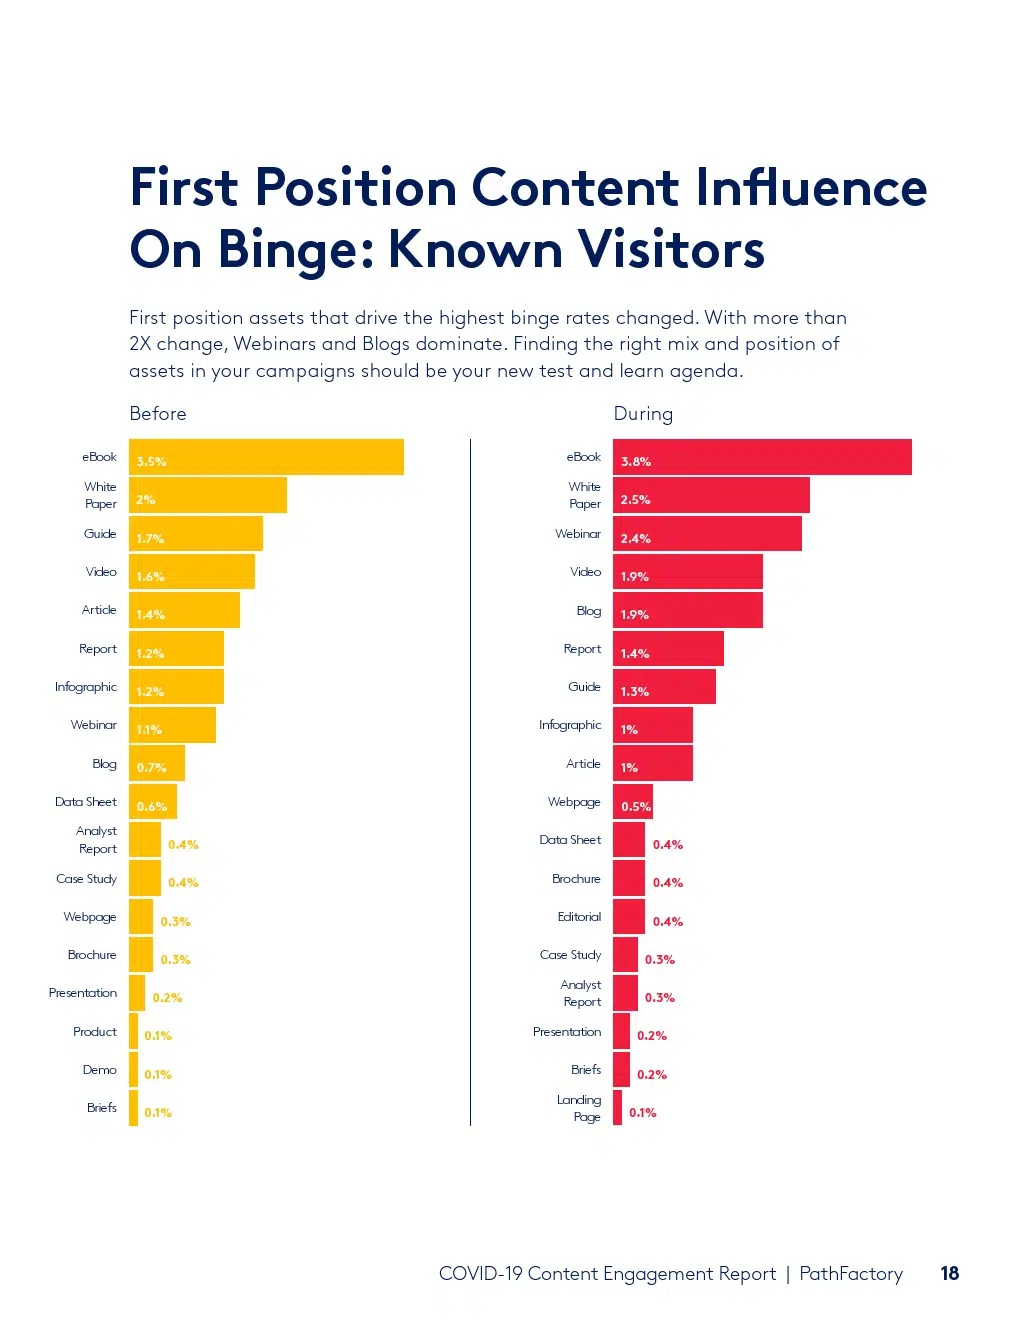 First Position Content Influence
On Binge: Known Visitors
First position assets that drive the highest binge rates changed. With more than
2X change, Webinars and Blogs dominate. Finding the right mix and position of
assets in your campaigns should be your new test and learn agenda.
Before
eBook 3.5%
White
Paper 2%
Guide 1.7%
Video 1.6%
Article 1.4%
Report 1.2%
Infographic 1.2%
Webinar 1.1%
Blog 0.7%
Data Sheet 0.6%
Analyst
Report 0.4%
Case Study 0.4%
Webpage 0.3%
Brochure 0.3%
Presentation 0.2%
Product 0.1%
Demo 0.1%
Briefs 0.1%
During
eBook 3.8%
White
Paper 2.5%
Webinar 2.4%
Video 1.9%
Blog 1.9%
Report 1.4%
Guide 1.3%
Infographic 1%
Article 1%
Webpage 0.5%
Data Sheet 0.4%
Brochure 0.4%
Editorial 0.4%
Case Study 0.3%
Analyst
Report 0.3%
Presentation 0.2%
Briefs 0.2%
Landing
Page 0.1%
COVID-19 Content Engagement Report | PathFactory 18